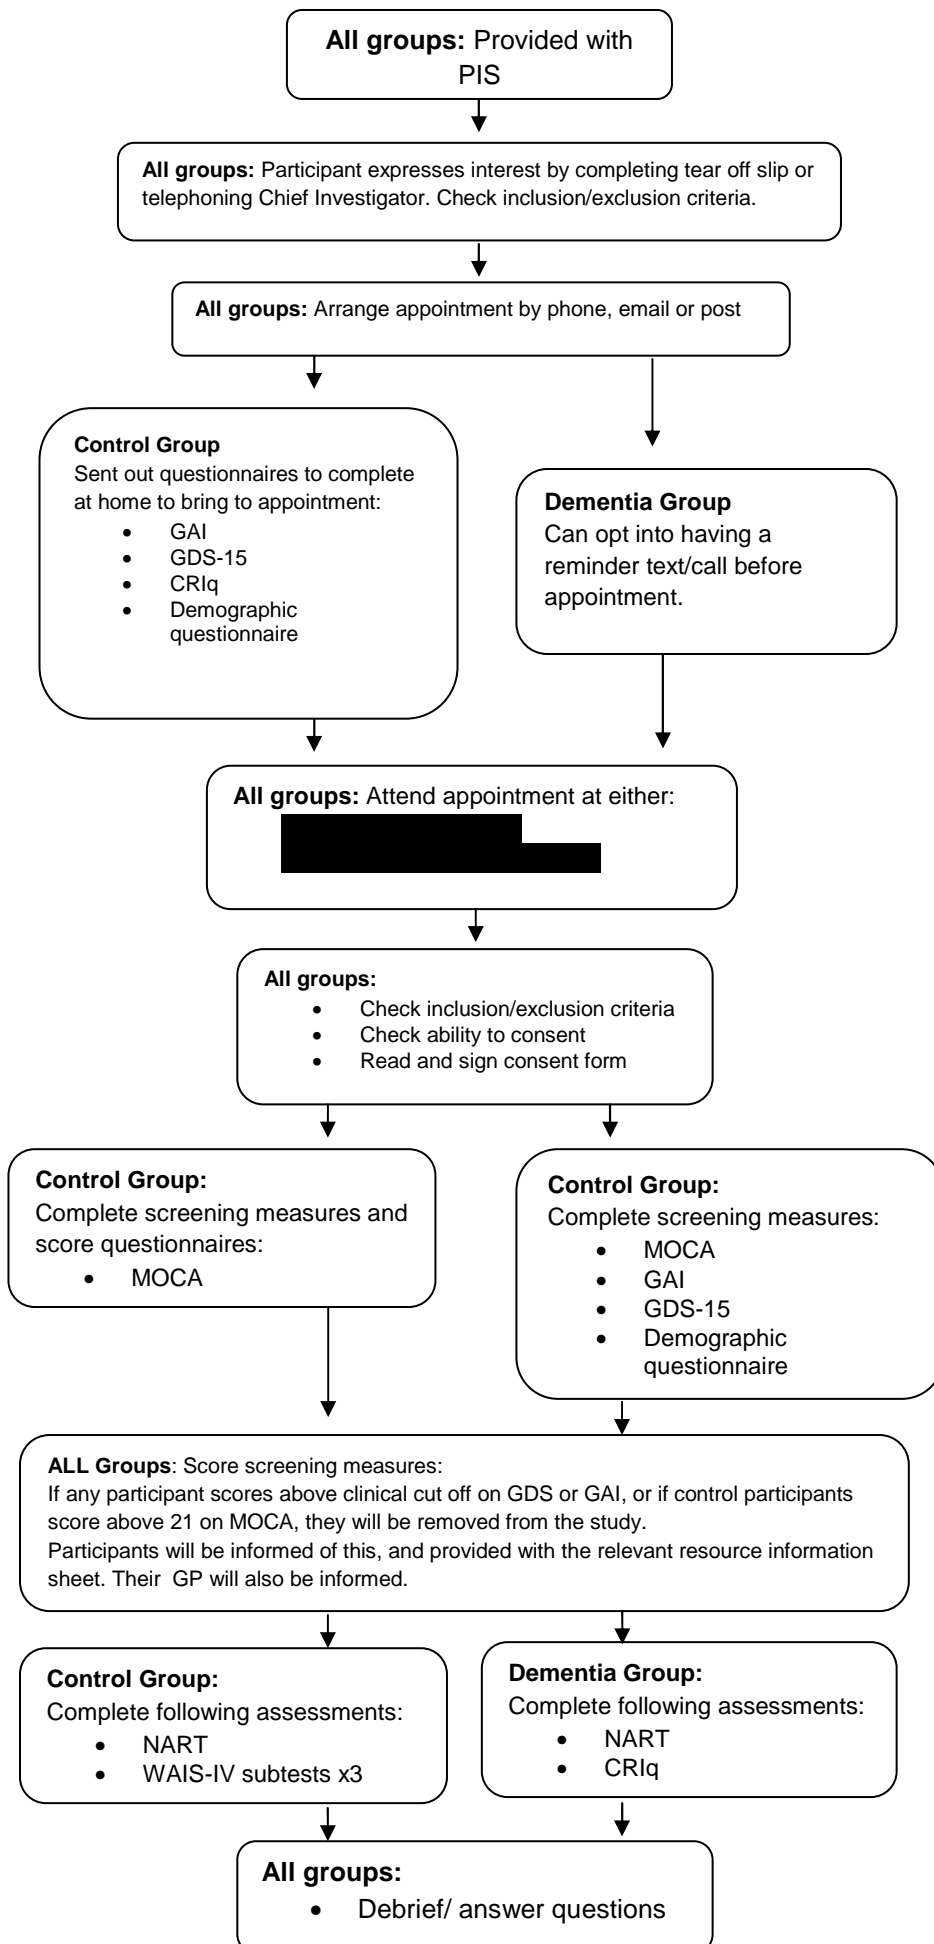 All groups: Provided with
PIS
All groups: Participant expresses interest by completing tear off slip or
telephoning Chief Investigator. Check inclusion/exclusion criteria.
All groups: Arrange appointment by phone, email or post
Control Group
Sent out questionnaires to complete
at home to bring to appointment:
• GAI
• GDS-15
• CRIq
• Demographic
questionnaire
Dementia Group
Can opt into having a
reminder text/call before
appointment.
All groups: Attend appointment at either:
All groups:
• Check inclusion/exclusion criteria
• Check ability to consent
• Read and sign consent form
Control Group:
Complete screening measures and
score questionnaires:
• MOCA
Control Group:
Complete screening measures:
• MOCA
• GAI
• GDS-15
• Demographic
questionnaire
ALL Groups: Score screening measures:
If any participant scores above clinical cut off on GDS or GAI, or if control participants
score above 21 on MOCA, they will be removed from the study.
Participants will be informed of this, and provided with the relevant resource information
sheet. Their GP will also be informed.
Control Group:
Complete following assessments:
• NART
• WAIS-IV subtests x3
Dementia Group:
Complete following assessments:
• NART
• CRIq
All groups:
• Debrief/ answer questions